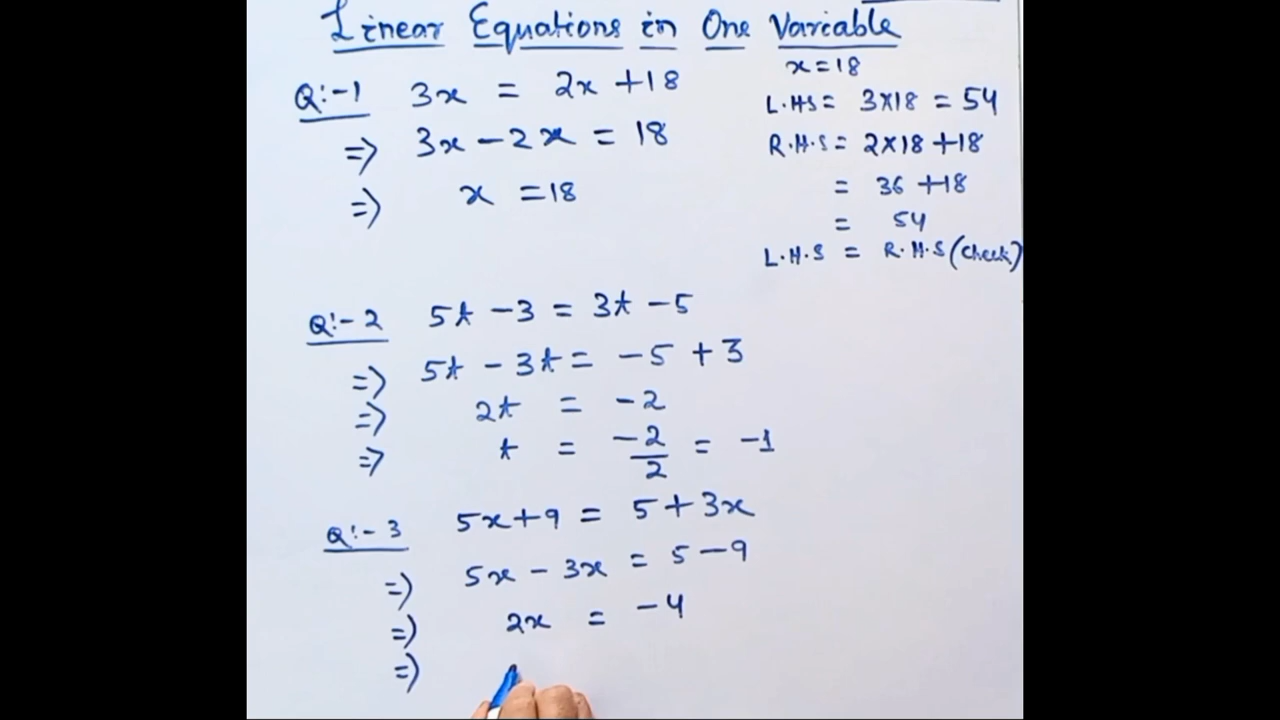 Linear Equations in One Variable
Q:-1 3x = 2x +18
=> 3x - 2x = 18
=> x = 18
x = 18
L.H.S = 3×18 = 54
R.H.S = 2×18 +18
= 36 +18
= 54
L.H.S = R.H.S (Check)
Q:-2 5t - 3 = 3t - 5
=> 5t - 3t = -5 + 3
=> 2t = -2
=> t = -2/2 = -1
Q:-3 5x+9 = 5+3x
=> 5x - 3x = 5-9
=> 2x = -4
=>